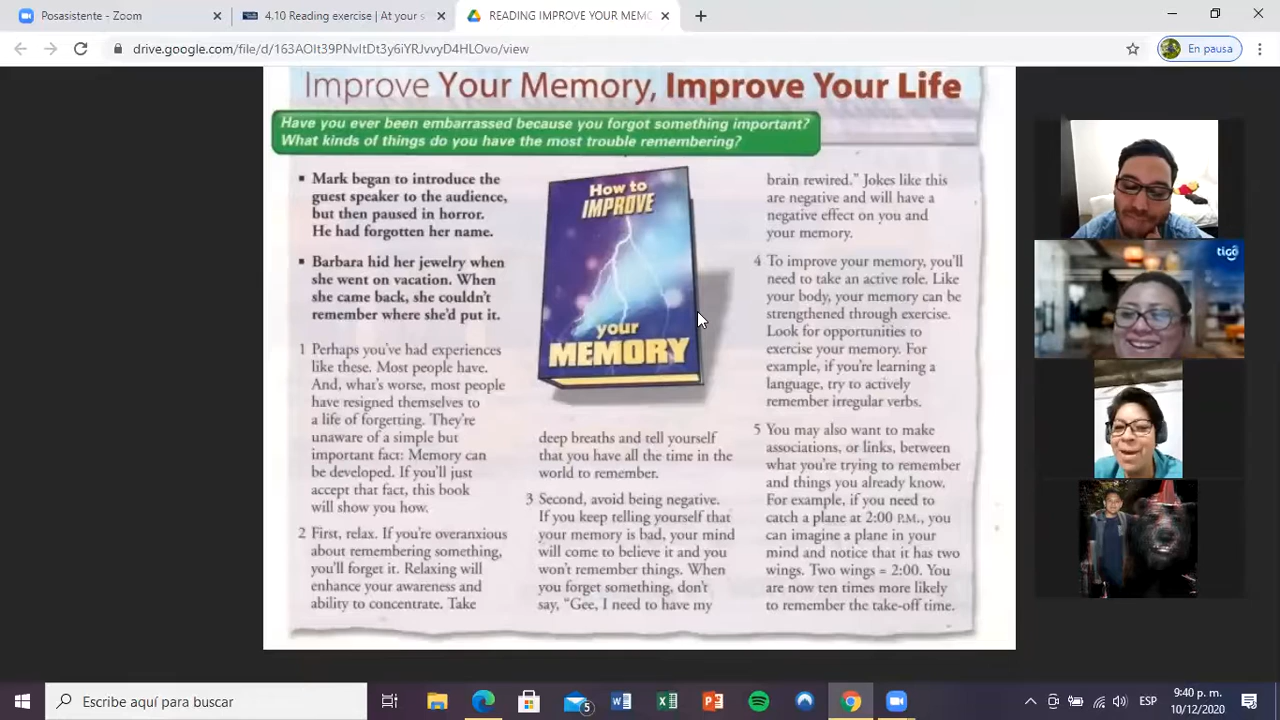 Posasistente - Zoom
4.10 Reading exercise | At your s
READING IMPROVE YOUR MEMO
drive.google.com/file/d/163AOIt39PNvItDt3y6iYRJvvyD4HLOvo/view
En pausa
Improve Your Memory, Improve Your Life
Have you ever been embarrassed because you forgot something important?
What kinds of things do you have the most trouble remembering?
▪ Mark began to introduce the
guest speaker to the audience,
but then paused in horror.
He had forgotten her name.
▪ Barbara hid her jewelry when
she went on vacation. When
she came back, she couldn't
remember where she'd put it.
1 Perhaps you've had experiences
like these. Most people have.
And, what's worse, most people
have resigned themselves to
a life of forgetting. They're
unaware of a simple but
important fact: Memory can
be developed. If you'll just
accept that fact, this book
will show you how.
2 First, relax. If you're overanxious
about remembering something,
you'll forget it. Relaxing will
enhance your awareness and
ability to concentrate. Take
How to
IMPROVE
your
MEMORY
deep breaths and tell yourself
that you have all the time in the
world to remember.
3 Second, avoid being negative.
If you keep telling yourself that
your memory is bad, your mind
will come to believe it and you
won't remember things. When
you forget something, don't
say, "Gee, I need to have my
brain rewired." Jokes like this
are negative and will have a
negative effect on you and
your memory.
4 To improve your memory, you'll
need to take an active role. Like
your body, your memory can be
strengthened through exercise.
Look for opportunities to
exercise your memory. For
example, if you're learning a
language, try to actively
remember irregular verbs.
5 You may also want to make
associations, or links, between
what you're trying to remember
and things you already know.
For example, if you need to
catch a plane at 2:00 P.M., you
can imagine a plane in your
mind and notice that it has two
wings. Two wings = 2:00. You
are now ten times more likely
to remember the take-off time.
tigo
Escribe aquí para buscar
5
ESP
9:40 p. m.
10/12/2020